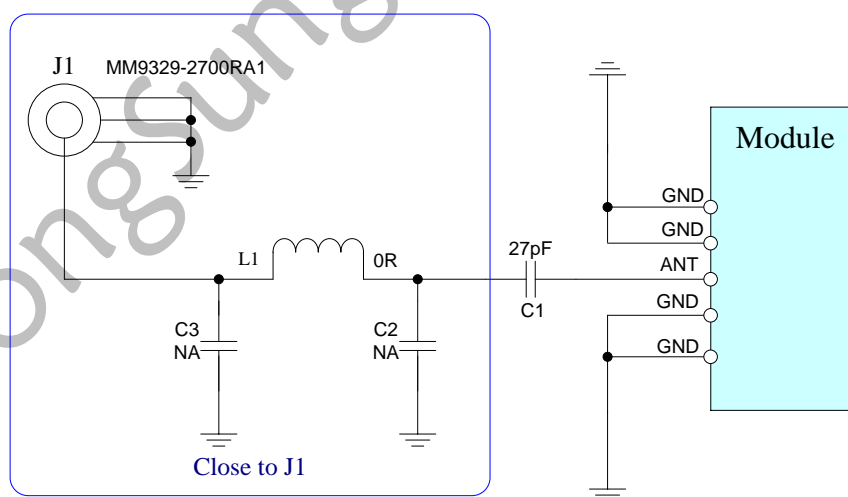 J1 MM9329-2700RA1
Module
GND
GND
27pF
ANT
L1 0R
C1
GND
C3
NA
C2
NA
GND
Close to J1
ongSung